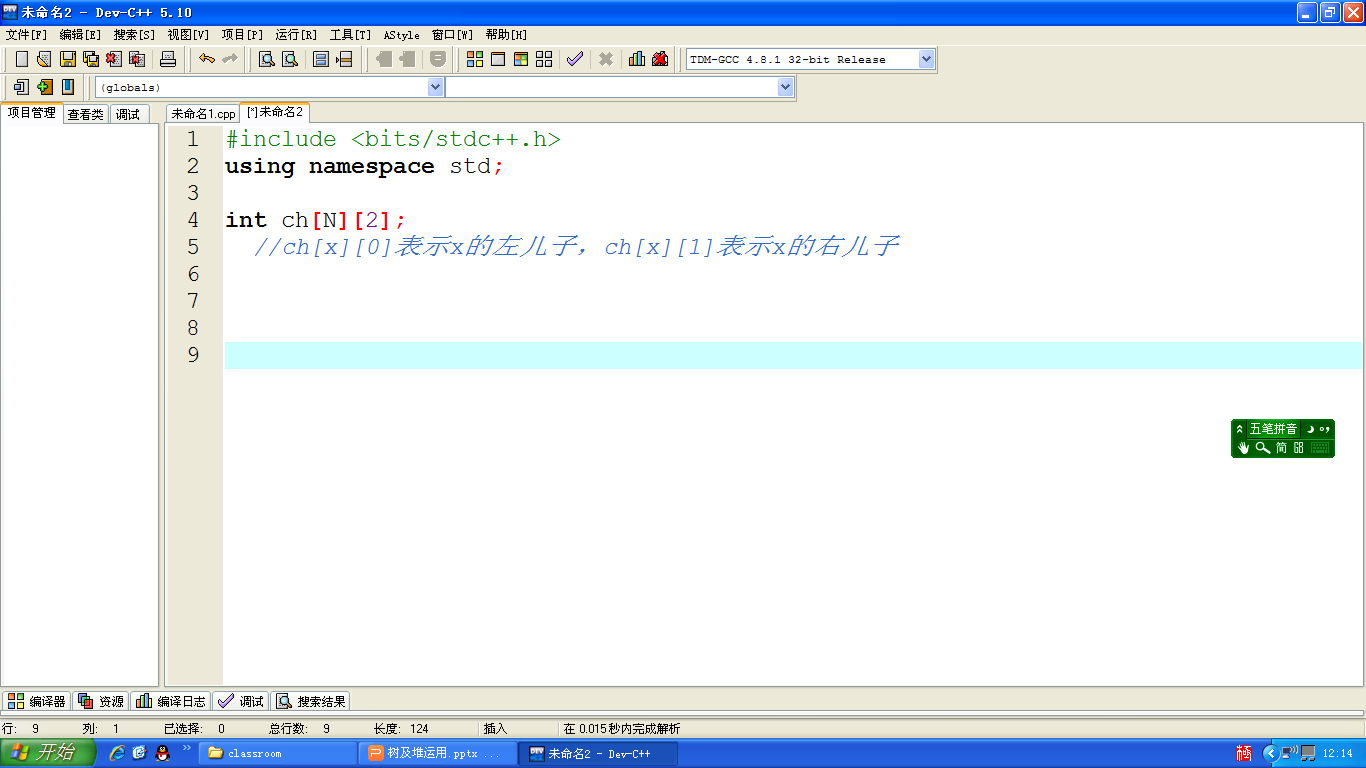 未命名2 - Dev-C++ 5.10
文件[F] 编辑[E] 搜索[S] 视图[V] 项目[P] 运行[R] 工具[T] AStyle 窗口[W] 帮助[H]
TDM-GCC 4.8.1 32-bit Release
(globals)
项目管理 查看类 调试 未命名1.cpp [*]未命名2
1 #include <bits/stdc++.h>
2 using namespace std;
3
4 int ch[N][2];
5 //ch[x][0]表示x的左儿子，ch[x][1]表示x的右儿子
6
7
8
9
五笔拼音
简
编译器 资源 编译日志 调试 搜索结果
行: 9 列: 1 已选择: 0 总行数: 9 长度: 124 插入 在 0.015 秒内完成解析
开始 classroom 树及堆运用.pptx ... 未命名2 - Dev-C++ 12:14